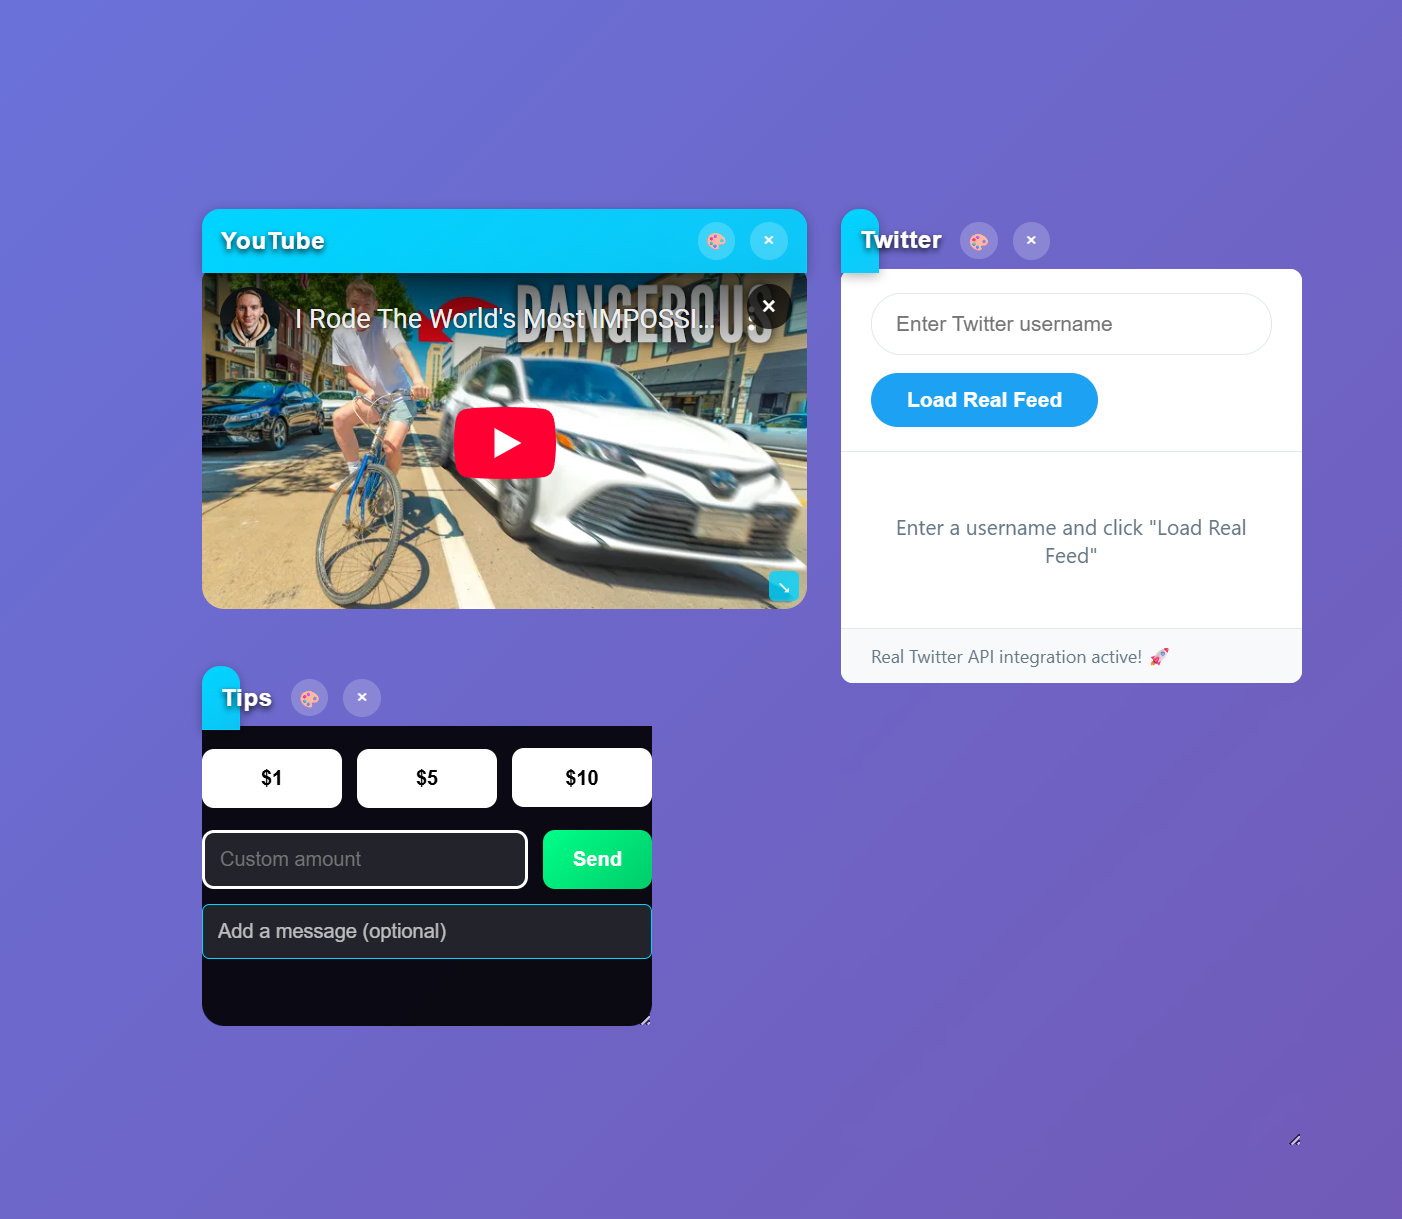 YouTube
I Rode The World's Most IMPOSSI...
DANGEROUS
Twitter
Enter Twitter username
Load Real Feed
Enter a username and click "Load Real
Feed"
Real Twitter API integration active! 🚀
Tips
$1
$5
$10
Custom amount
Send
Add a message (optional)